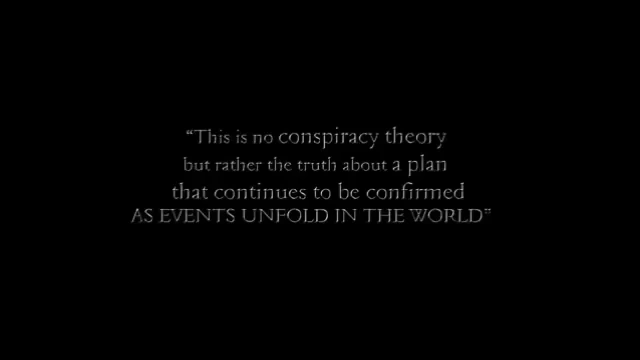 “This is no conspiracy theory
but rather the truth about a plan
that continues to be confirmed
AS EVENTS UNFOLD IN THE WORLD”